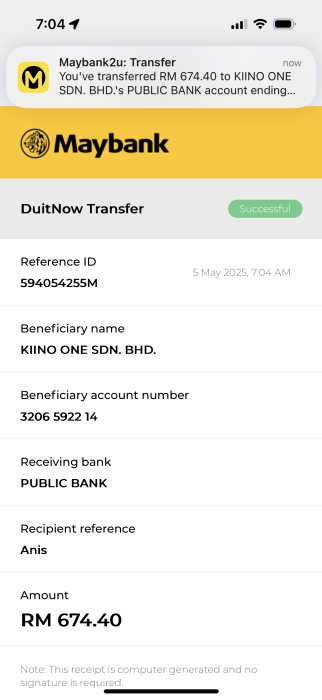 7:04
Maybank2u: Transfer now
You've transferred RM 674.40 to KIINO ONE
SDN. BHD.'s PUBLIC BANK account ending...
Maybank
DuitNow Transfer Successful
Reference ID
594054255M
5 May 2025, 7:04 AM
Beneficiary name
KIINO ONE SDN. BHD.
Beneficiary account number
3206 5922 14
Receiving bank
PUBLIC BANK
Recipient reference
Anis
Amount
RM 674.40
Note: This receipt is computer generated and no
signature is required.